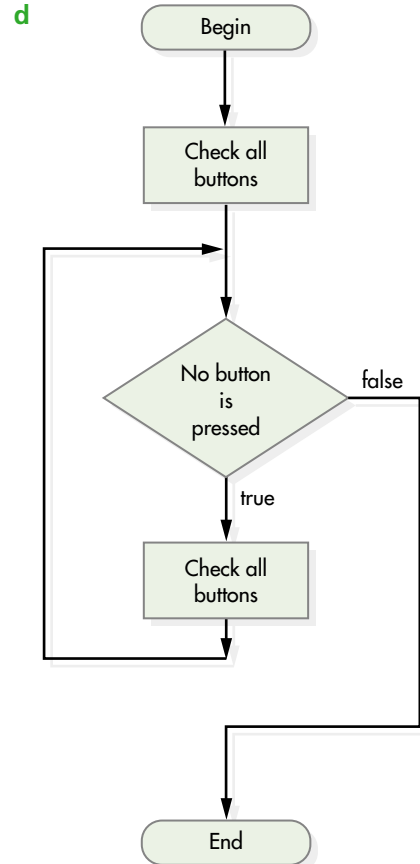 d
Begin
Check all
buttons
No button
is
pressed
false
true
Check all
buttons
End